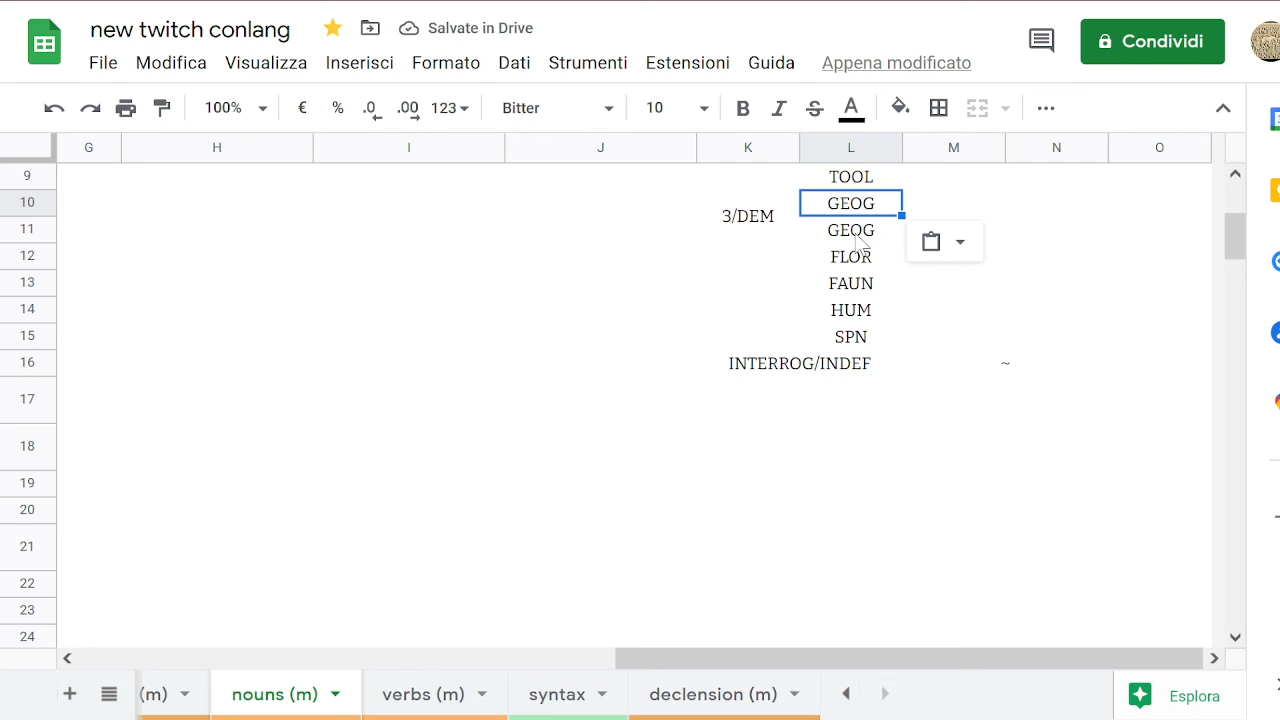 new twitch conlang Salvate in Drive
Condividi
File Modifica Visualizza Inserisci Formato Dati Strumenti Estensioni Guida Appena modificato
100% € % .0 .00 123 Bitter 10 B I S A
G H I J K L M N O
9 TOOL
10 GEOG
3/DEM
11 GEOG
12 FLOR
13 FAUN
14 HUM
15 SPN
16 INTERROG/INDEF ~
17
18
19
20
21
22
23
24
(m) nouns (m) verbs (m) syntax declension (m) Esplora